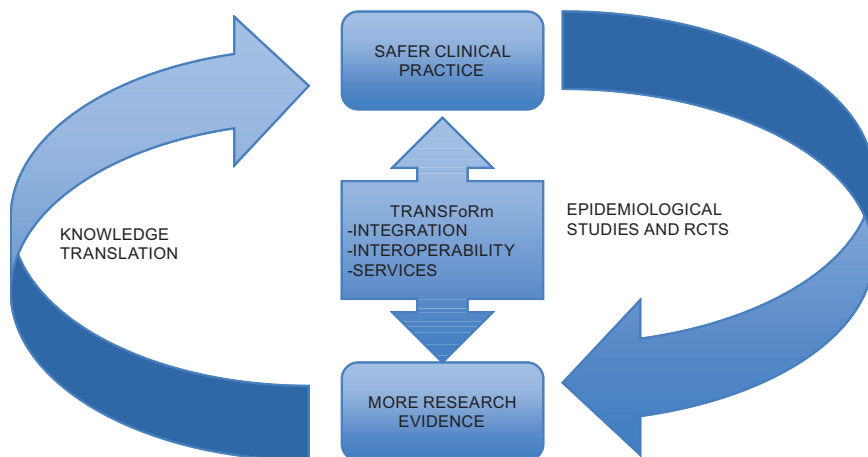 SAFER CLINICAL
PRACTICE
KNOWLEDGE
TRANSLATION
TRANSFoRm
-INTEGRATION
-INTEROPERABILITY
-SERVICES
EPIDEMIOLOGICAL
STUDIES AND RCTS
MORE RESEARCH
EVIDENCE